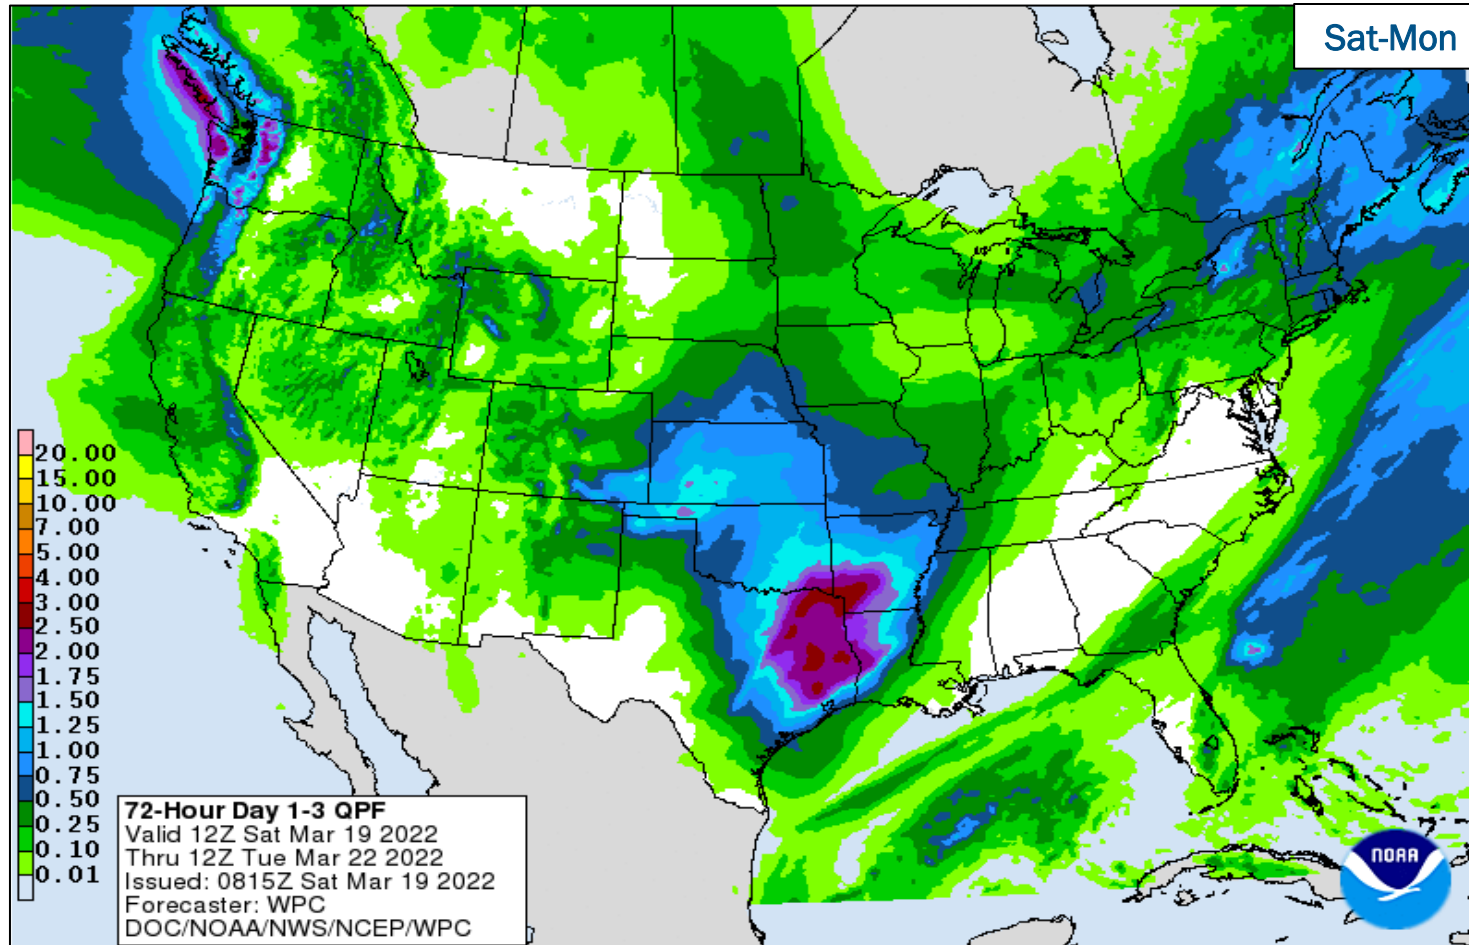 Sat-Mon
20.00
15.00
10.00
7.00
5.00
4.00
3.00
2.50
2.00
1.75
1.50
1.25
1.00
0.75
0.50
0.25
0.10
0.01
72-Hour Day 1-3 QPF
Valid 12Z Sat Mar 19 2022
Thru 12Z Tue Mar 22 2022
Issued: 0815Z Sat Mar 19 2022
Forecaster: WPC
DOC/NOAA/NWS/NCEP/WPC
NOAA